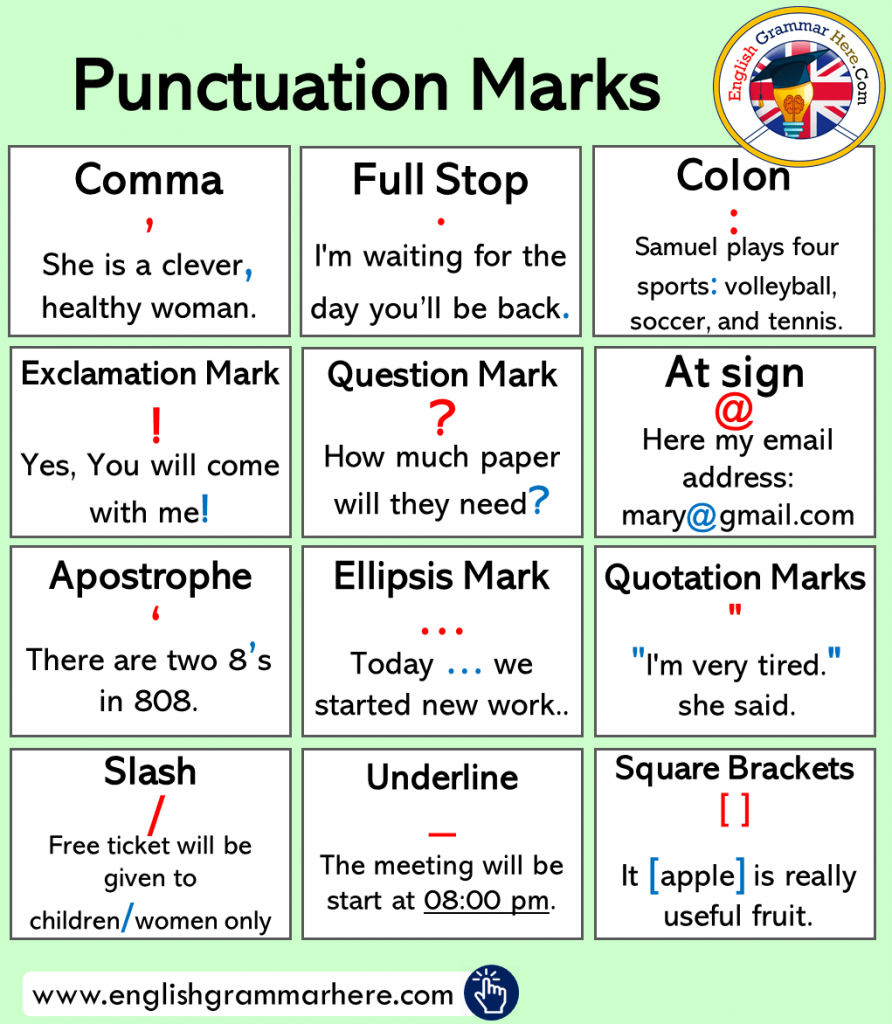 Punctuation Marks
English Grammar Here.Com
Comma
,
She is a clever,
healthy woman.
Full Stop
.
I'm waiting for the
day you’ll be back.
Colon
:
Samuel plays four
sports: volleyball,
soccer, and tennis.
Exclamation Mark
!
Yes, You will come
with me!
Question Mark
?
How much paper
will they need?
At sign
@
Here my email
address:
mary@gmail.com
Apostrophe
‘
There are two 8’s
in 808.
Ellipsis Mark
...
Today ... we
started new work..
Quotation Marks
"
"I'm very tired."
she said.
Slash
/
Free ticket will be
given to
children/women only
Underline
_
The meeting will be
start at 08:00 pm.
Square Brackets
[ ]
It [apple] is really
useful fruit.
www.englishgrammarhere.com